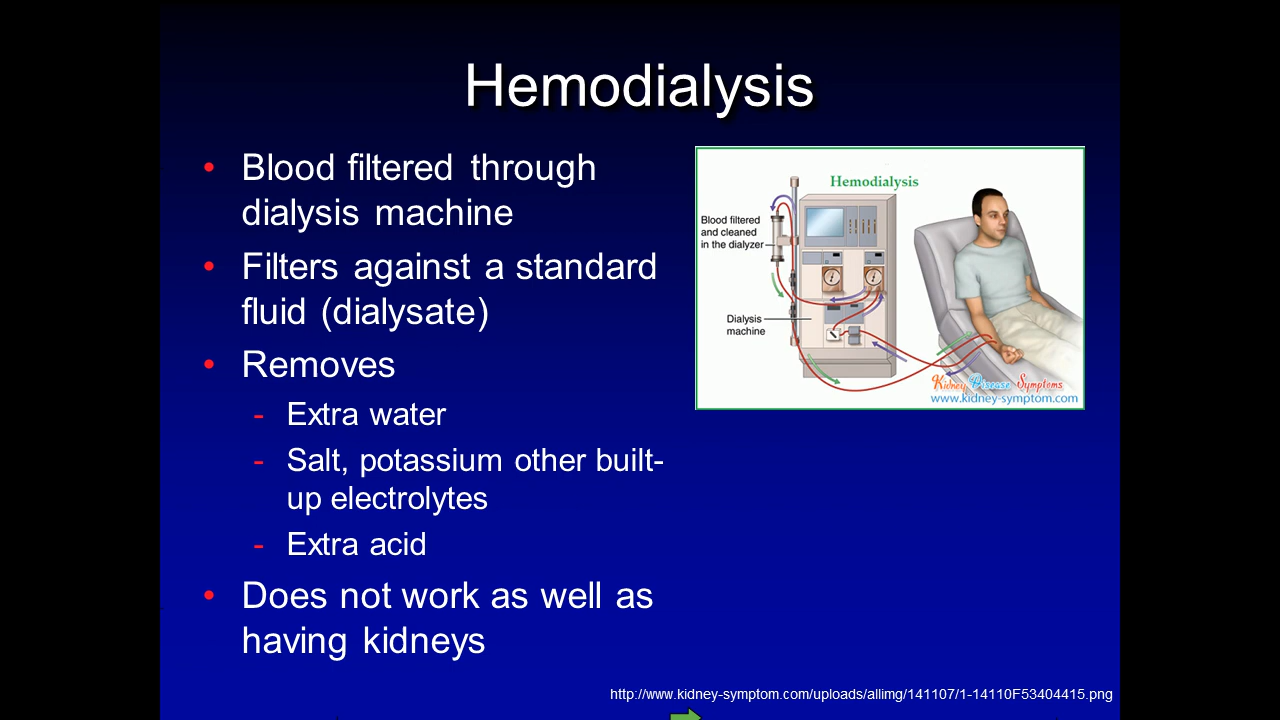 Hemodialysis
• Blood filtered through
dialysis machine
• Filters against a standard
fluid (dialysate)
• Removes
- Extra water
- Salt, potassium other built-
up electrolytes
- Extra acid
• Does not work as well as
having kidneys
Hemodialysis
Blood filtered
and cleaned
in the dialyzer
Dialysis
machine
Kidney Disease Symptoms
www.kidney-symptom.com
http://www.kidney-symptom.com/uploads/allimg/141107/1-14110F53404415.png